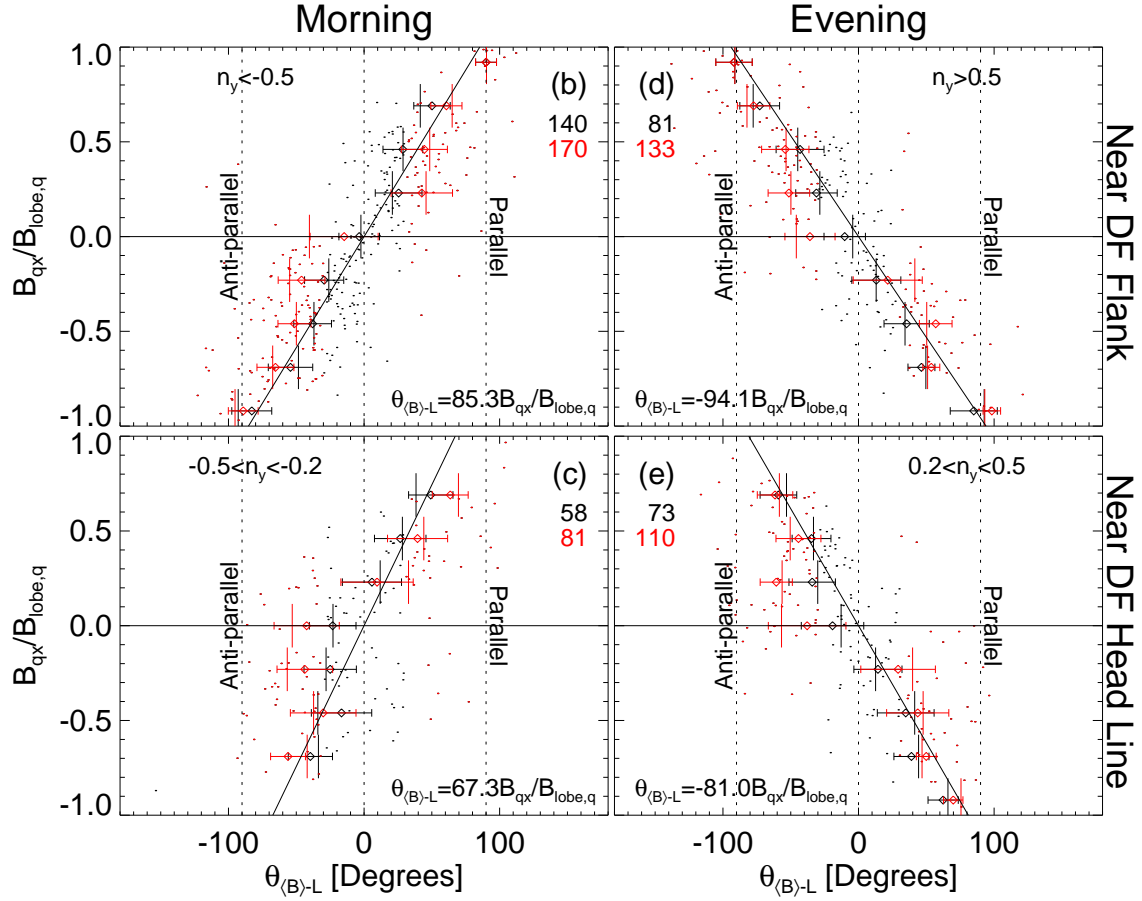 Morning
Evening
n_y<-0.5
(b)
140
170
Anti-parallel
Parallel
θ_⟨B⟩-L=85.3B_qx/B_lobe,q
(d)
81
133
n_y>0.5
Anti-parallel
Parallel
θ_⟨B⟩-L=-94.1B_qx/B_lobe,q
Near DF Flank
B_qx/B_lobe,q
1.0
0.5
0.0
-0.5
-1.0
-0.5<n_y<-0.2
(c)
58
81
Anti-parallel
Parallel
θ_⟨B⟩-L=67.3B_qx/B_lobe,q
(e)
73
110
0.2<n_y<0.5
Anti-parallel
Parallel
θ_⟨B⟩-L=-81.0B_qx/B_lobe,q
Near DF Head Line
B_qx/B_lobe,q
1.0
0.5
0.0
-0.5
-1.0
-100 0 100
-100 0 100
θ_⟨B⟩-L [Degrees]
θ_⟨B⟩-L [Degrees]